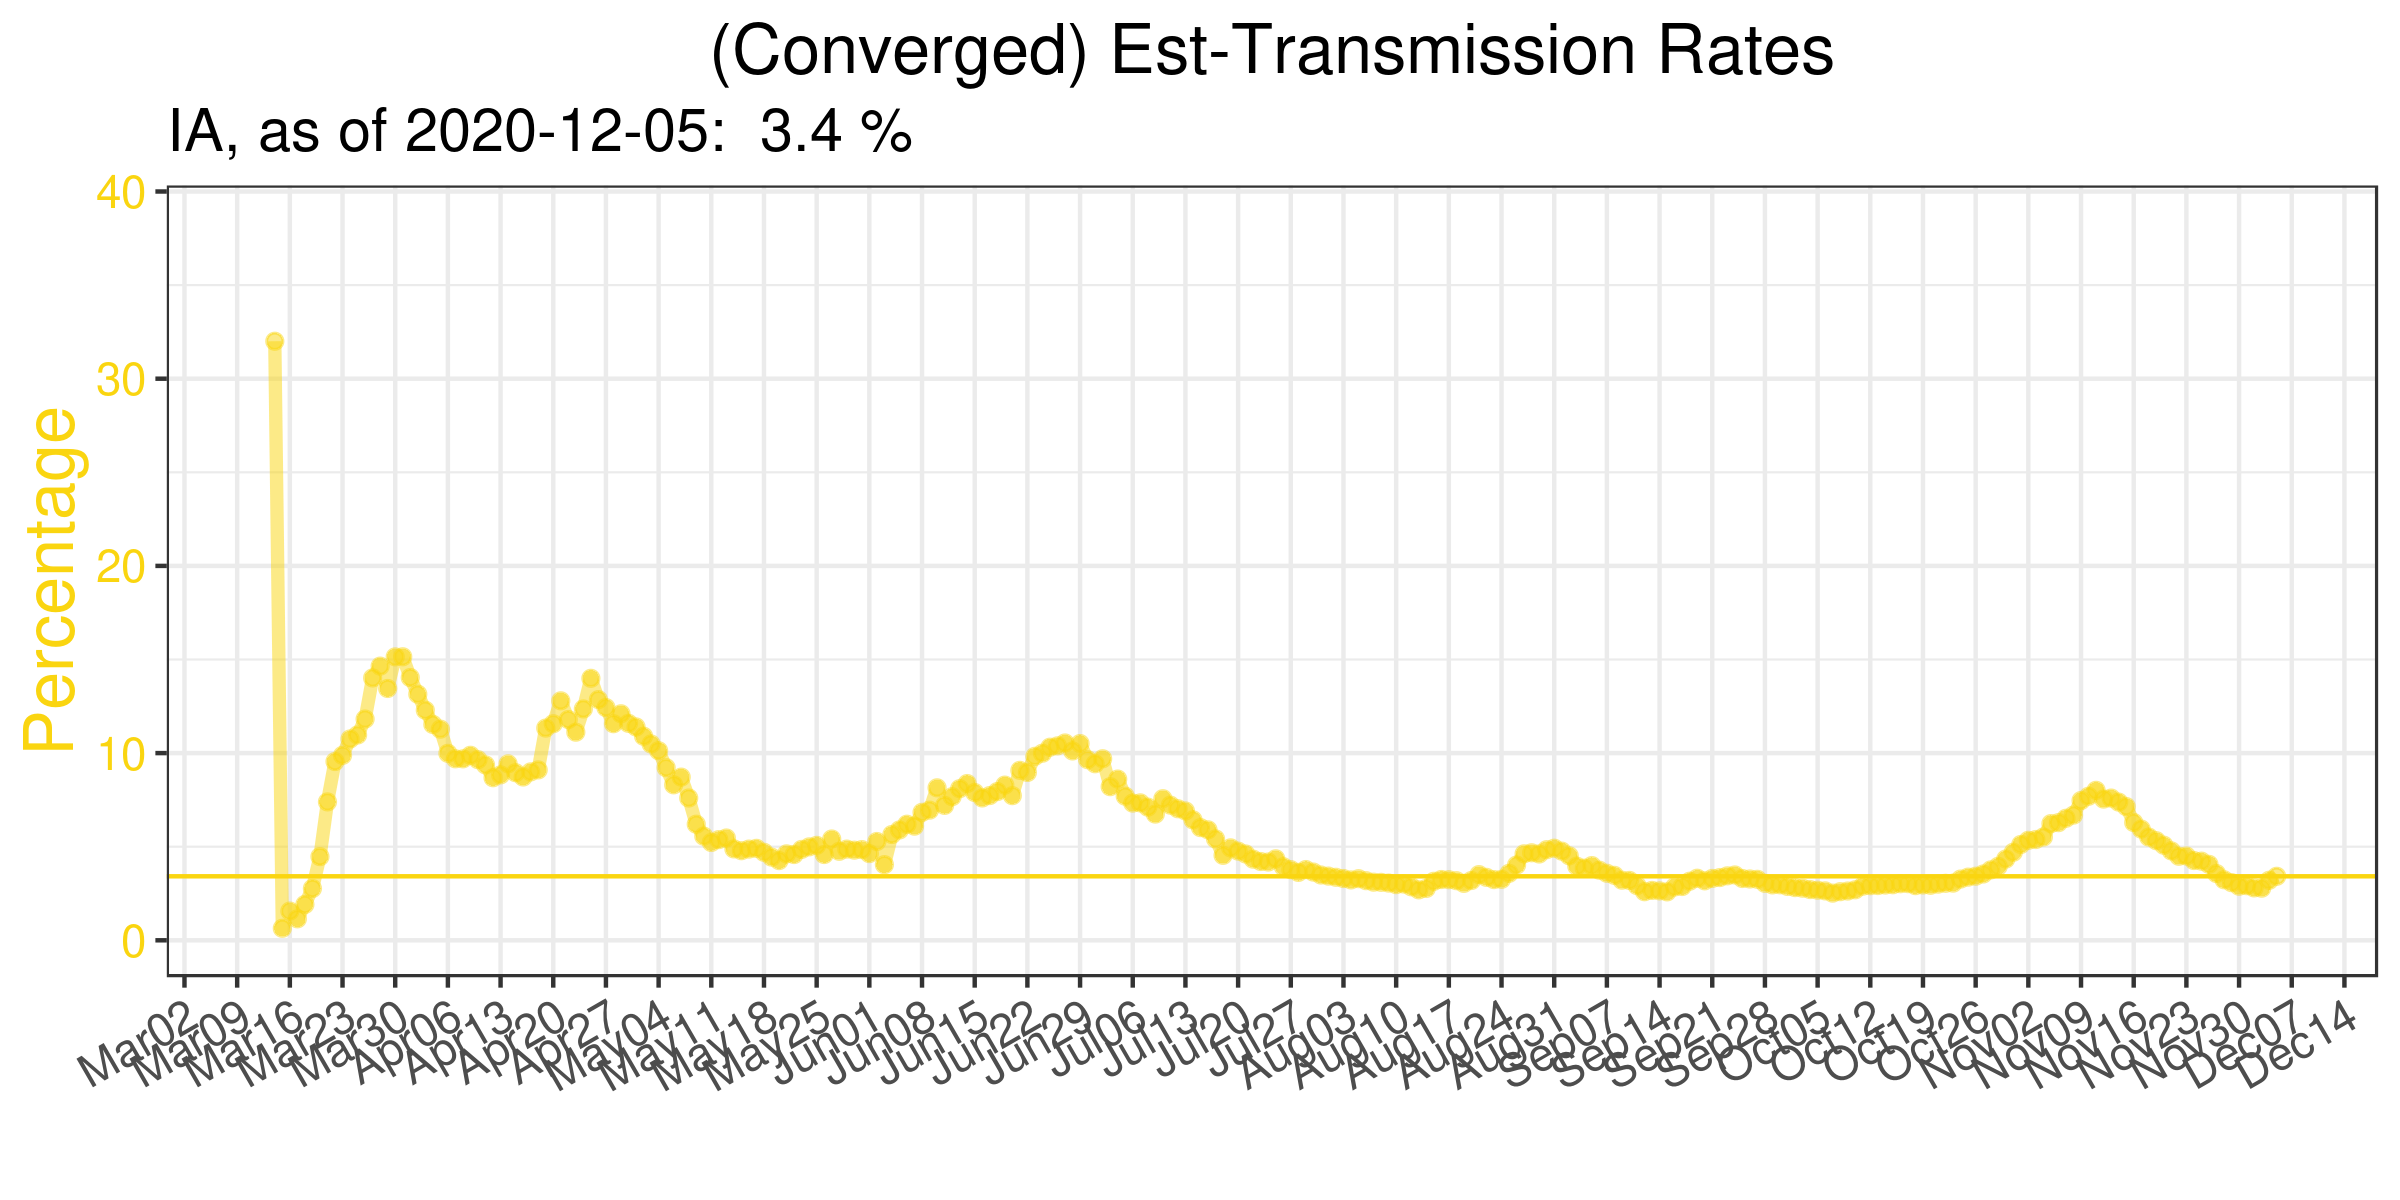 (Converged) Est-Transmission Rates
IA, as of 2020-12-05:  3.4 %
Percentage
40
30
20
10
0
Mar02
Mar09
Mar16
Mar23
Mar30
Apr06
Apr13
Apr20
Apr27
May04
May11
May18
May25
Jun01
Jun08
Jun15
Jun22
Jun29
Jul06
Jul13
Jul20
Jul27
Aug03
Aug10
Aug17
Aug24
Aug31
Sep07
Sep14
Sep21
Sep28
Oct05
Oct12
Oct19
Oct26
Nov02
Nov09
Nov16
Nov23
Nov30
Dec07
Dec14